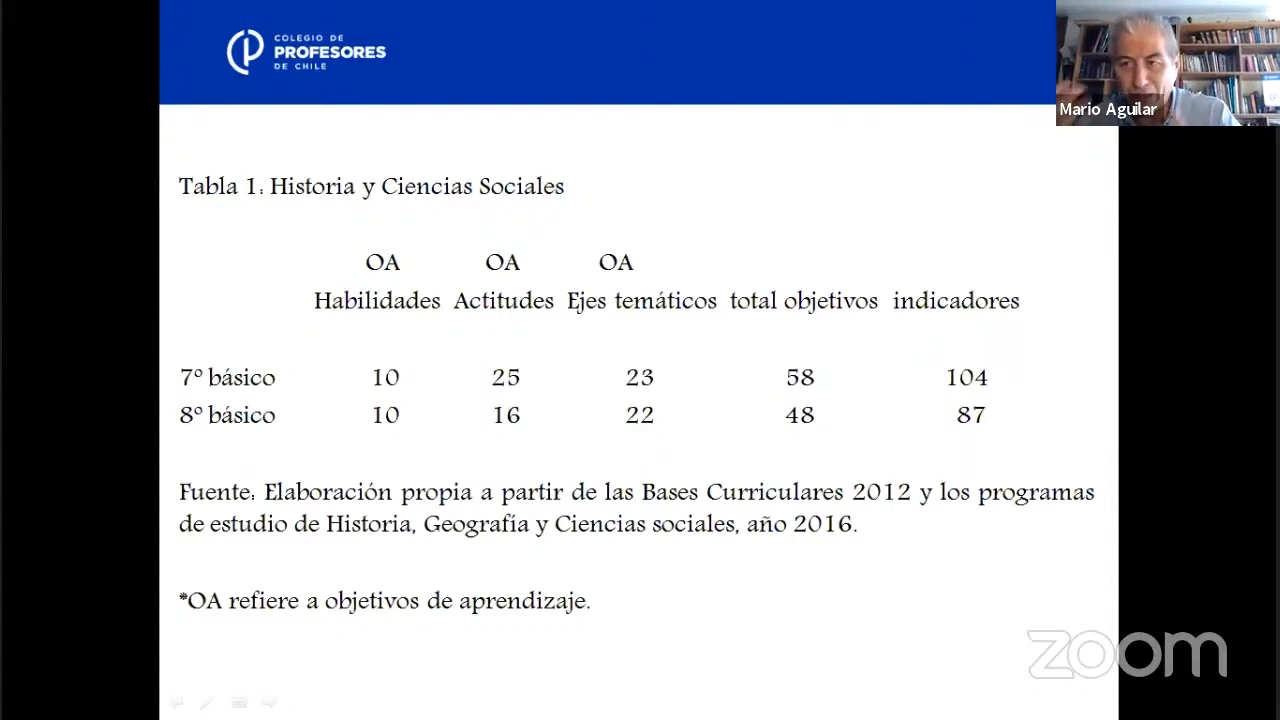 COLEGIO DE
PROFESORES
DE CHILE
Mario Aguilar
Tabla 1: Historia y Ciencias Sociales
OA OA OA
Habilidades Actitudes Ejes temáticos total objetivos indicadores
7º básico 10 25 23 58 104
8º básico 10 16 22 48 87
Fuente: Elaboración propia a partir de las Bases Curriculares 2012 y los programas
de estudio de Historia, Geografía y Ciencias sociales, año 2016.
*OA refiere a objetivos de aprendizaje.
zoom